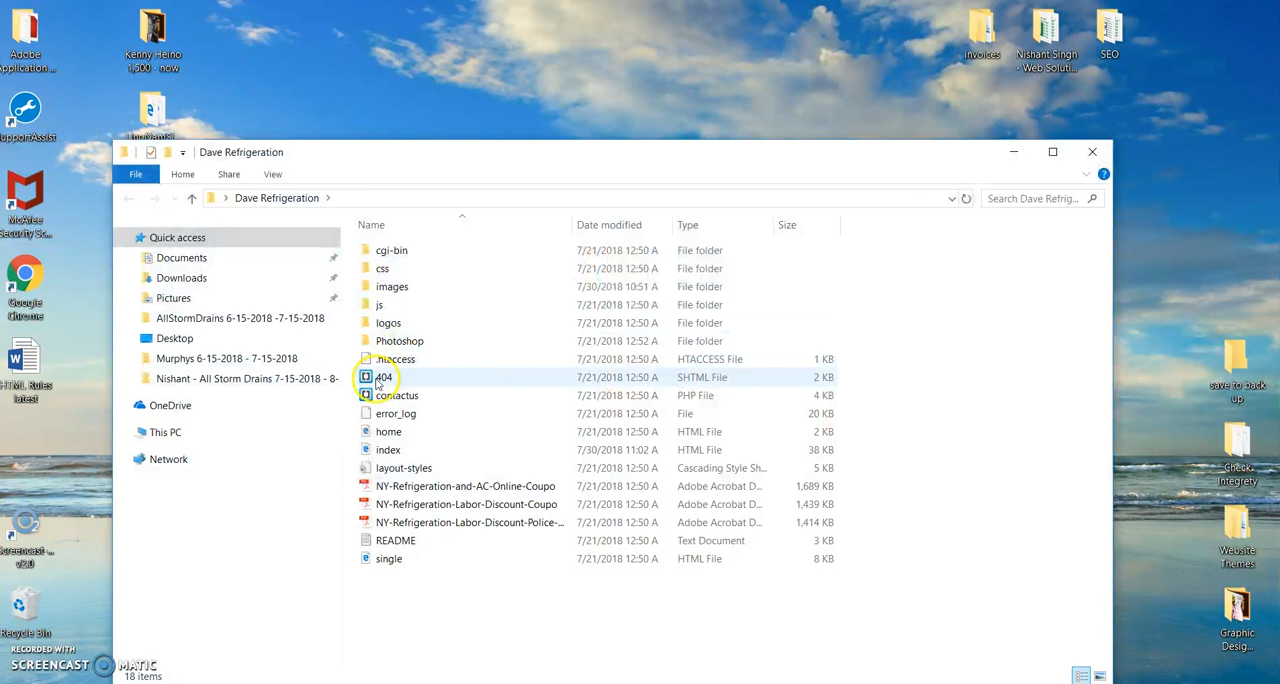 Adobe
Application ...
Kenny Heino
1,500 - now
invoices
Nishant Singh
- Web Soluti...
SEO
SupportAssist
McAfee
Security Sc...
Google
Chrome
HTML Rules
latest
Screencast-...
v2.0
Recycle Bin
RECORDED WITH
SCREENCAST MATIC
Dave Refrigeration
File Home Share View
Dave Refrigeration
Search Dave Refrig...
Quick access
Documents
Downloads
Pictures
AllStormDrains 6-15-2018 -7-15-2018
Desktop
Murphys 6-15-2018 - 7-15-2018
Nishant - All Storm Drains 7-15-2018 - 8-
OneDrive
This PC
Network
Name Date modified Type Size
cgi-bin 7/21/2018 12:50 A File folder
css 7/21/2018 12:50 A File folder
images 7/30/2018 10:51 A File folder
js 7/21/2018 12:50 A File folder
logos 7/21/2018 12:50 A File folder
Photoshop 7/21/2018 12:52 A File folder
.htaccess 7/21/2018 12:50 A HTACCESS File 1 KB
404 7/21/2018 12:50 A SHTML File 2 KB
contactus 7/21/2018 12:50 A PHP File 4 KB
error_log 7/21/2018 12:50 A File 20 KB
home 7/21/2018 12:50 A HTML File 2 KB
index 7/30/2018 11:02 A HTML File 38 KB
layout-styles 7/21/2018 12:50 A Cascading Style Sh... 5 KB
NY-Refrigeration-and-AC-Online-Coupo 7/21/2018 12:50 A Adobe Acrobat D... 1,689 KB
NY-Refrigeration-Labor-Discount-Coupo 7/21/2018 12:50 A Adobe Acrobat D... 1,439 KB
NY-Refrigeration-Labor-Discount-Police-... 7/21/2018 12:50 A Adobe Acrobat D... 1,414 KB
README 7/21/2018 12:50 A Text Document 3 KB
single 7/21/2018 12:50 A HTML File 8 KB
18 items
save to back
up
Check
Integrety
Website
Themes
Graphic
Desig...